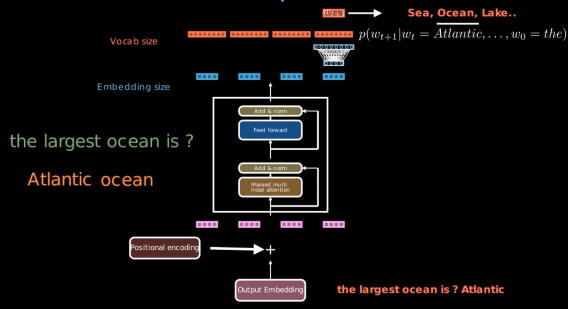 Sea, Ocean, Lake..
Vocab size
p(w_{t+1}|w_t = Atlantic, ..., w_0 = the)
Embedding size
Add & norm
Feed forward
the largest ocean is ?
Add & norm
Atlantic ocean
Masked multi
head attention
Positional encoding
+
Output Embedding
the largest ocean is ? Atlantic